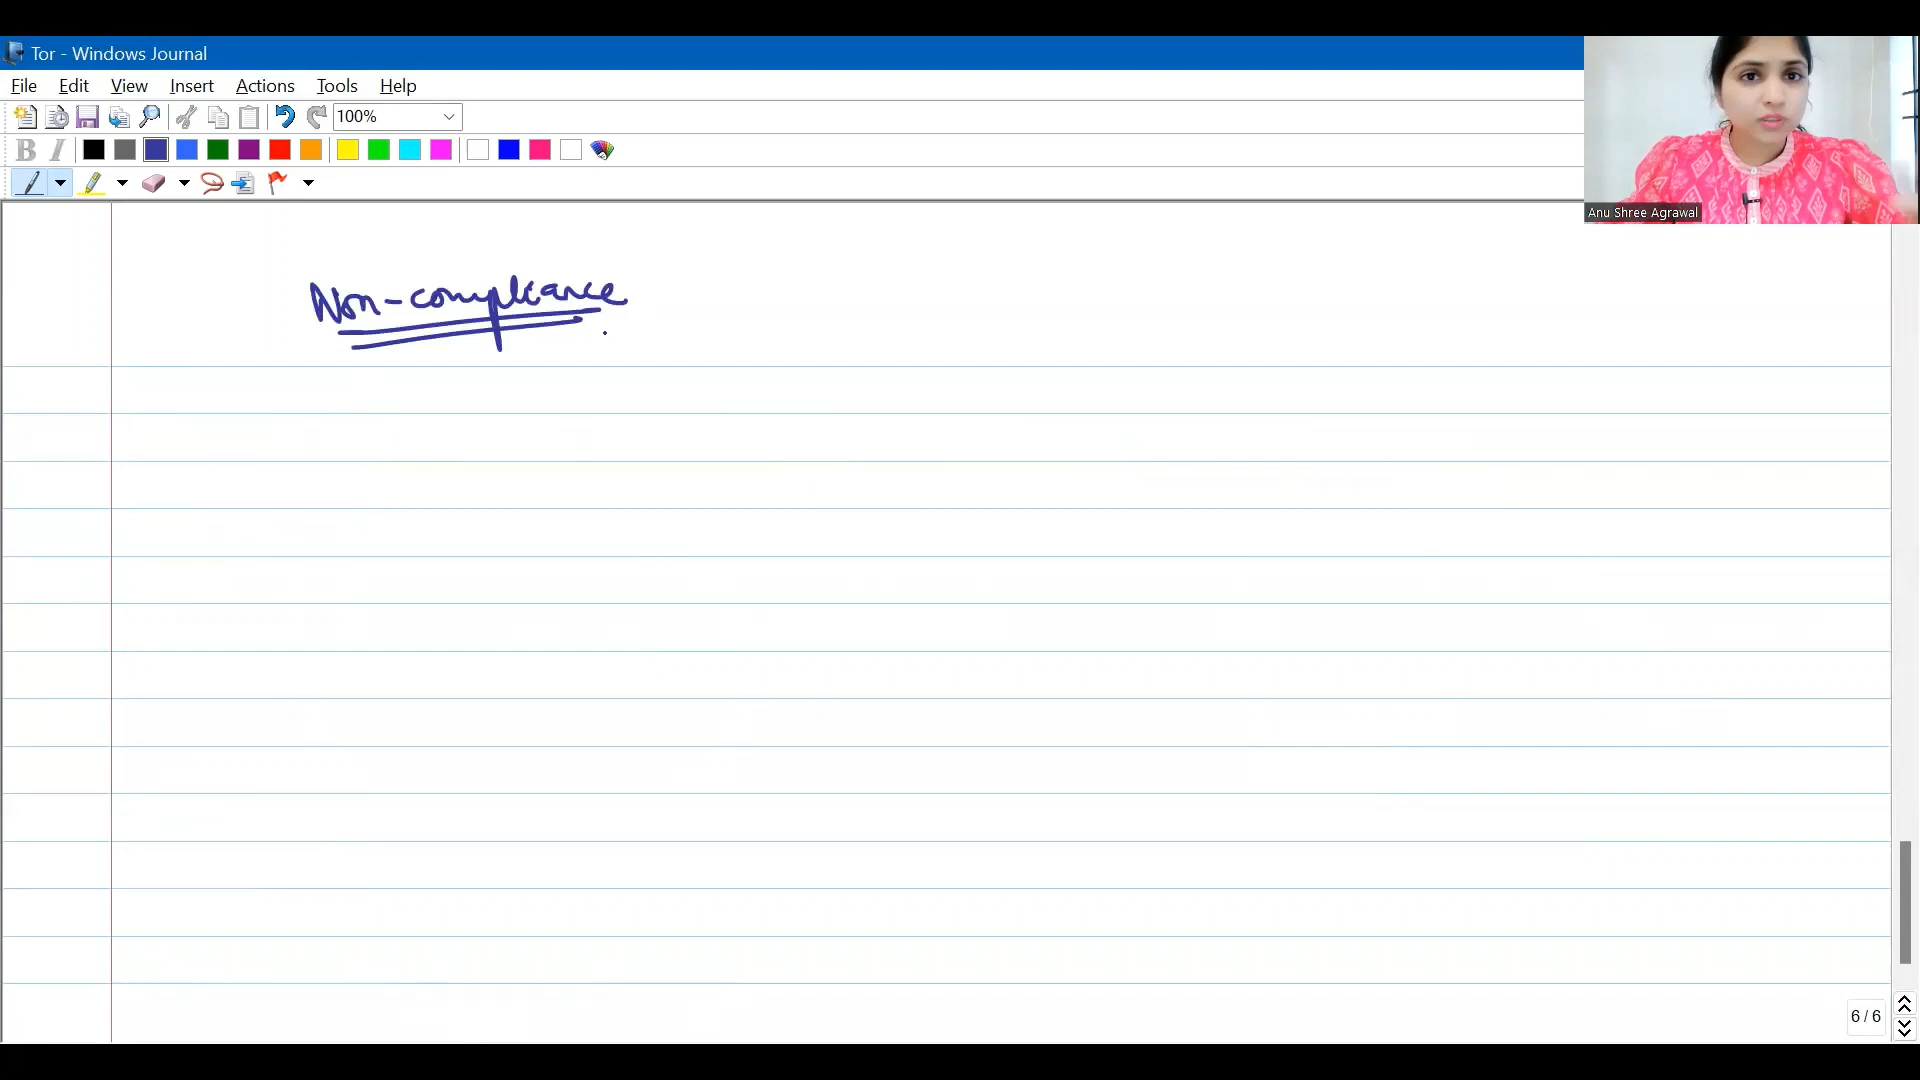 Tor - Windows Journal
File Edit View Insert Actions Tools Help
100%
B I
Anu Shree Agrawal
Non-compliance
6 / 6